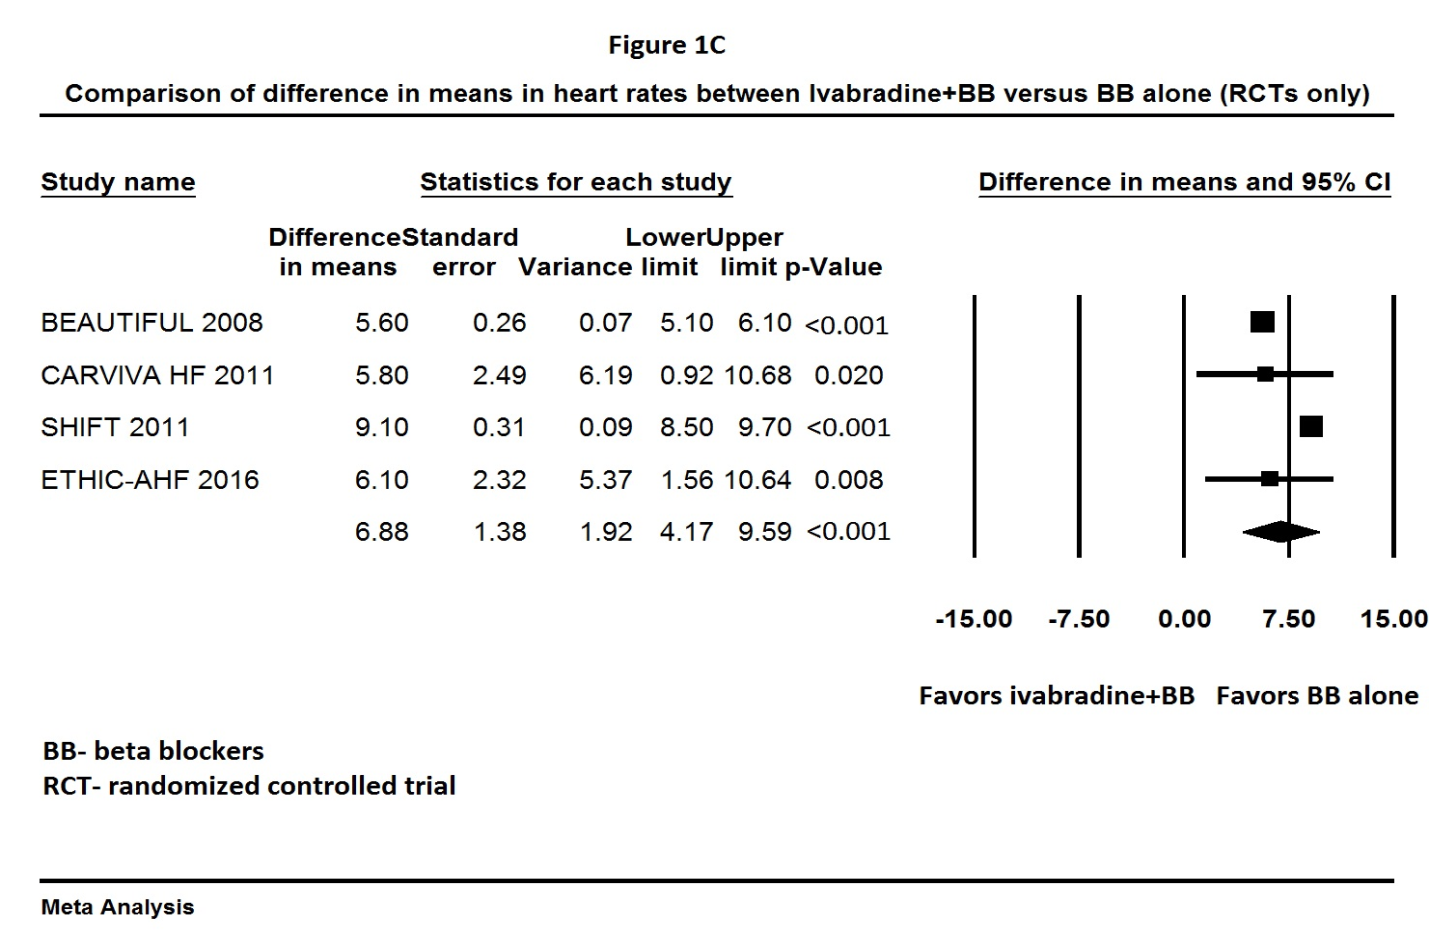 Figure 1C
Comparison of difference in means in heart rates between Ivabradine+BB versus BB alone (RCTs only)
Study name Statistics for each study Difference in means and 95% CI
DifferenceStandard LowerUpper
in means error Variance limit limit p-Value
BEAUTIFUL 2008 5.60 0.26 0.07 5.10 6.10 <0.001
CARVIVA HF 2011 5.80 2.49 6.19 0.92 10.68 0.020
SHIFT 2011 9.10 0.31 0.09 8.50 9.70 <0.001
ETHIC-AHF 2016 6.10 2.32 5.37 1.56 10.64 0.008
6.88 1.38 1.92 4.17 9.59 <0.001
-15.00 -7.50 0.00 7.50 15.00
Favors ivabradine+BB Favors BB alone
BB- beta blockers
RCT- randomized controlled trial
Meta Analysis